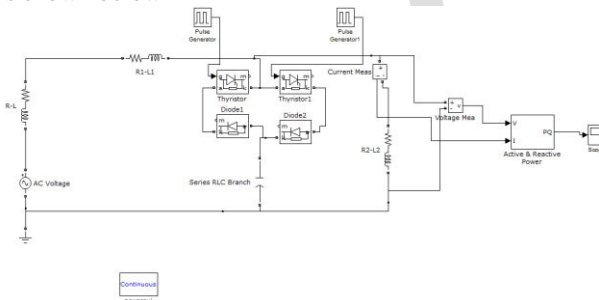 Pulse
Generator
Pulse
Generator1
R1-L1
Current Meas
g m
a k
Thyristor
g m
a k
Thyristor1
Diode1
Diode2
Voltage Mea
R-L
R2-L2
V
I
PQ
Active & Reactive
Power
AC Voltage
Series RLC Branch
Continuous